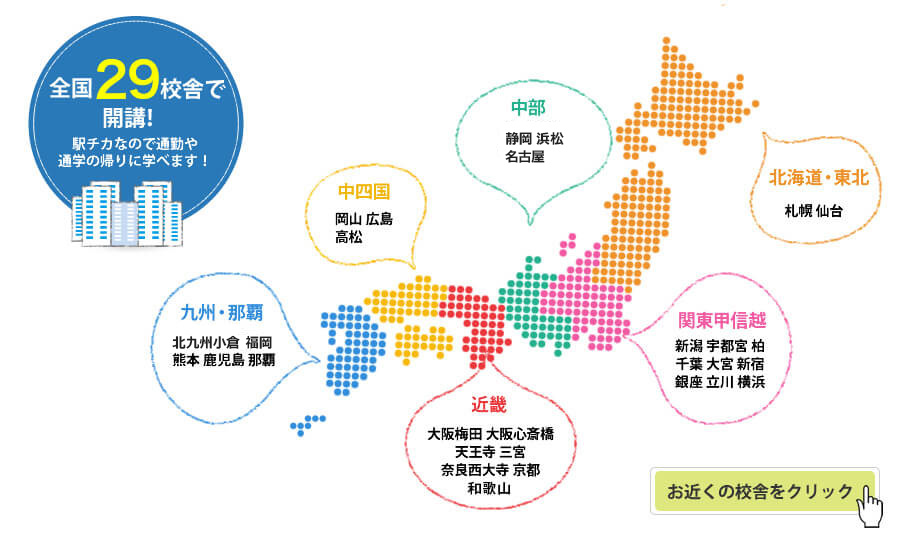 全国29校舎で
開講!
駅チカなので通勤や
通学の帰りに学べます！
中部
静岡 浜松
名古屋
北海道・東北
札幌 仙台
中四国
岡山 広島
高松
九州・那覇
北九州小倉 福岡
熊本 鹿児島 那覇
関東甲信越
新潟 宇都宮 柏
千葉 大宮 新宿
銀座 立川 横浜
近畿
大阪梅田 大阪心斎橋
天王寺 三宮
奈良西大寺 京都
和歌山
お近くの校舎をクリック